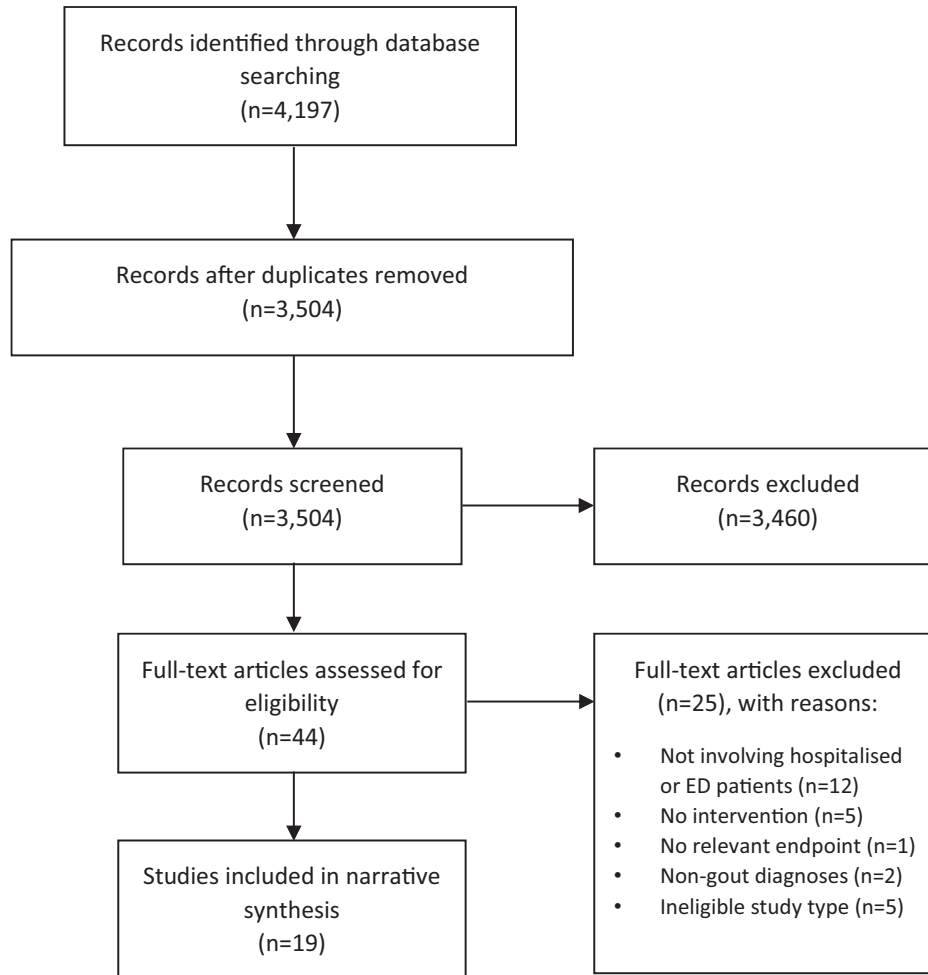 Records identified through database
searching
(n=4,197)
Records after duplicates removed
(n=3,504)
Records screened
(n=3,504)
Records excluded
(n=3,460)
Full-text articles assessed for
eligibility
(n=44)
Full-text articles excluded
(n=25), with reasons:
• Not involving hospitalised
or ED patients (n=12)
• No intervention (n=5)
• No relevant endpoint (n=1)
• Non-gout diagnoses (n=2)
• Ineligible study type (n=5)
Studies included in narrative
synthesis
(n=19)